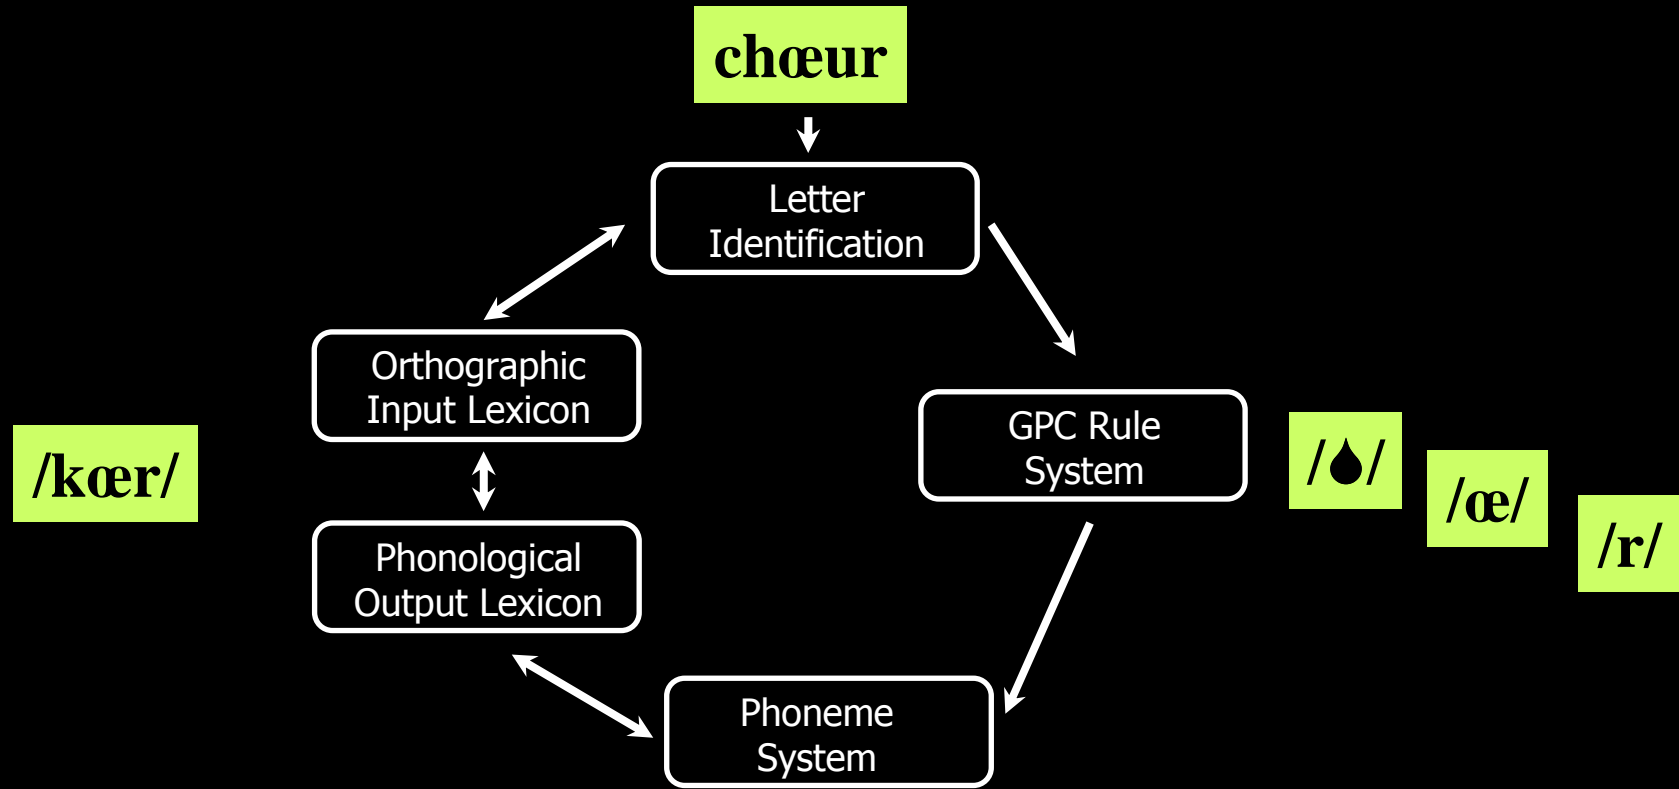 chœur
Letter
Identification
Orthographic
Input Lexicon
GPC Rule
System
/kœr/
/💧/
/œ/
/r/
Phonological
Output Lexicon
Phoneme
System